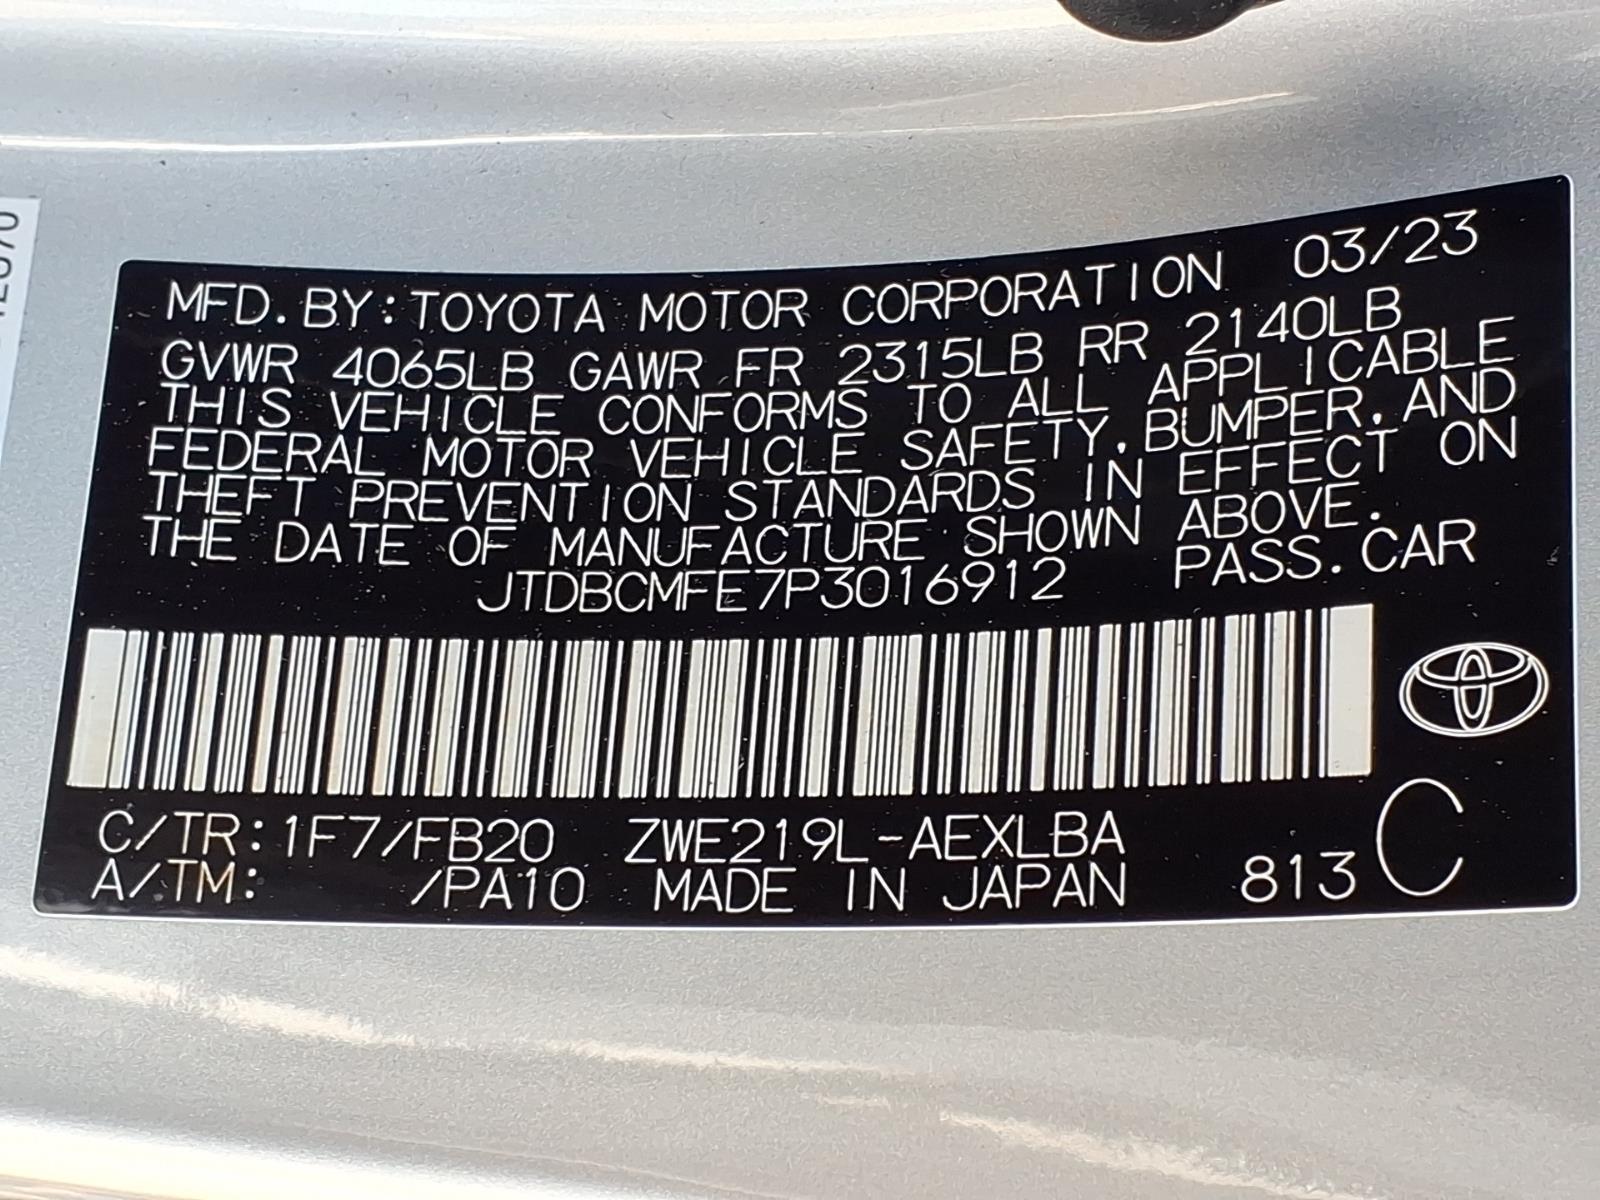 MFD. BY: TOYOTA MOTOR CORPORATION 03/23
GVWR 4065LB GAWR FR 2315LB RR 2140LB
THIS VEHICLE CONFORMS TO ALL APPLICABLE
FEDERAL MOTOR VEHICLE SAFETY, BUMPER, AND
THEFT PREVENTION STANDARDS IN EFFECT ON
THE DATE OF MANUFACTURE SHOWN ABOVE.
JTDBCMFE7P3016912 PASS. CAR
C/TR: 1F7/FB20 ZWE219L-AEXLBA
A/TM: /PA10 MADE IN JAPAN 813 C